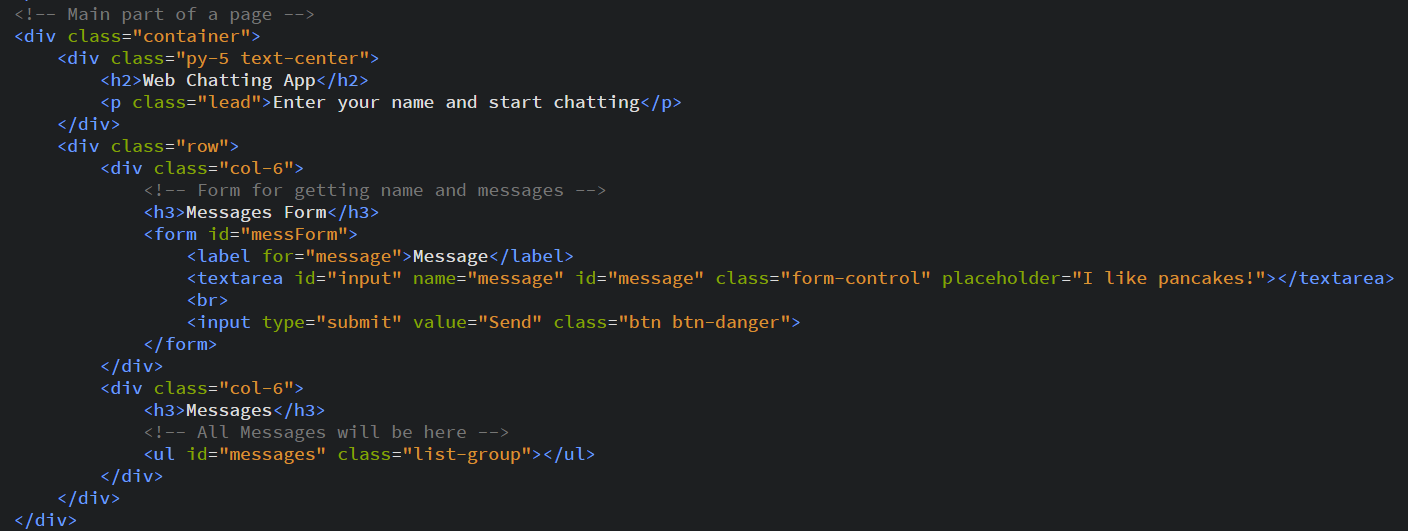 <!-- Main part of a page -->
<div class="container">
    <div class="py-5 text-center">
        <h2>Web Chatting App</h2>
        <p class="lead">Enter your name and start chatting</p>
    </div>
    <div class="row">
        <div class="col-6">
            <!-- Form for getting name and messages -->
            <h3>Messages Form</h3>
            <form id="messForm">
                <label for="message">Message</label>
                <textarea id="input" name="message" id="message" class="form-control" placeholder="I like pancakes!"></textarea>
                <br>
                <input type="submit" value="Send" class="btn btn-danger">
            </form>
        </div>
        <div class="col-6">
            <h3>Messages</h3>
            <!-- All Messages will be here -->
            <ul id="messages" class="list-group"></ul>
        </div>
    </div>
</div>